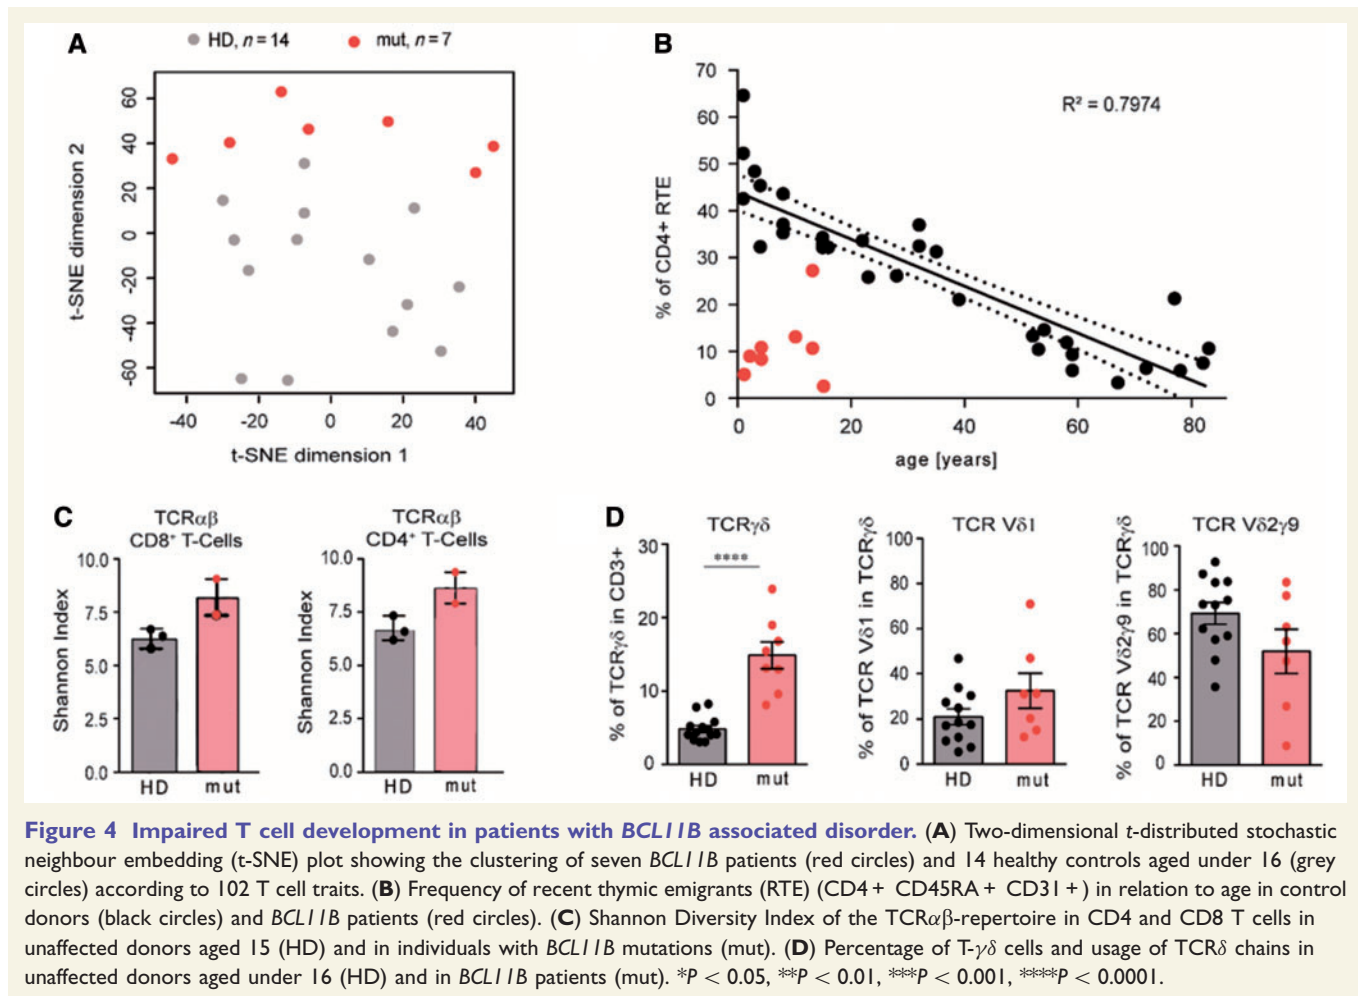 A
HD, n = 14
mut, n = 7
t-SNE dimension 2
60
40
20
0
-20
-40
-60
-40
-20
0
20
40
t-SNE dimension 1
B
R² = 0.7974
% of CD4+ RTE
70
60
50
40
30
20
10
0
0
20
40
60
80
age [years]
C
TCRαβ
CD8⁺ T-Cells
Shannon Index
10.0
7.5
5.0
2.5
0.0
HD
mut
TCRαβ
CD4⁺ T-Cells
Shannon Index
10.0
7.5
5.0
2.5
0.0
HD
mut
D
TCRγδ
****
% of TCRγδ in CD3+
30
20
10
0
HD
mut
TCR Vδ1
% of TCR Vδ1 in TCRγδ
100
80
60
40
20
0
HD
mut
TCR Vδ2γ9
% of TCR Vδ2γ9 in TCRγδ
100
80
60
40
20
0
HD
mut
Figure 4 Impaired T cell development in patients with BCL11B associated disorder. (A) Two-dimensional t-distributed stochastic
neighbour embedding (t-SNE) plot showing the clustering of seven BCL11B patients (red circles) and 14 healthy controls aged under 16 (grey
circles) according to 102 T cell traits. (B) Frequency of recent thymic emigrants (RTE) (CD4 + CD45RA + CD31 + ) in relation to age in control
donors (black circles) and BCL11B patients (red circles). (C) Shannon Diversity Index of the TCRαβ-repertoire in CD4 and CD8 T cells in
unaffected donors aged 15 (HD) and in individuals with BCL11B mutations (mut). (D) Percentage of T-γδ cells and usage of TCRδ chains in
unaffected donors aged under 16 (HD) and in BCL11B patients (mut). *P < 0.05, **P < 0.01, ***P < 0.001, ****P < 0.0001.